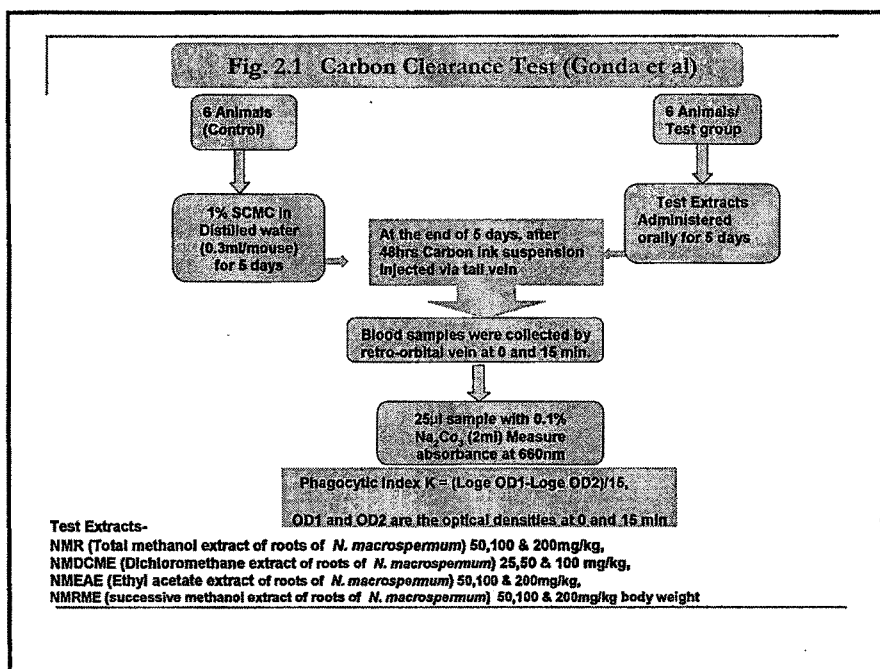 Fig. 2.1 Carbon Clearance Test (Gonda et al)
6 Animals
(Control)
6 Animals/
Test group
1% SCMC in
Distilled water
(0.3ml/mouse)
for 5 days
Test Extracts
Administered
orally for 5 days
At the end of 5 days, after
48hrs Carbon ink suspension
injected via tail vein
Blood samples were collected by
retro-orbital vein at 0 and 15 min.
25µl sample with 0.1%
Na2Co3 (2ml) Measure
absorbance at 660nm
Phagocytic Index K = (Loge OD1-Loge OD2)/15.
OD1 and OD2 are the optical densities at 0 and 15 min
Test Extracts-
NMR (Total methanol extract of roots of N. macrospermum) 50,100 & 200mg/kg,
NMDCME (Dichloromethane extract of roots of N. macrospermum) 25,50 & 100 mg/kg,
NMEAE (Ethyl acetate extract of roots of N. macrospermum) 50,100 & 200mg/kg,
NMRME (successive methanol extract of roots of N. macrospermum) 50,100 & 200mg/kg body weight